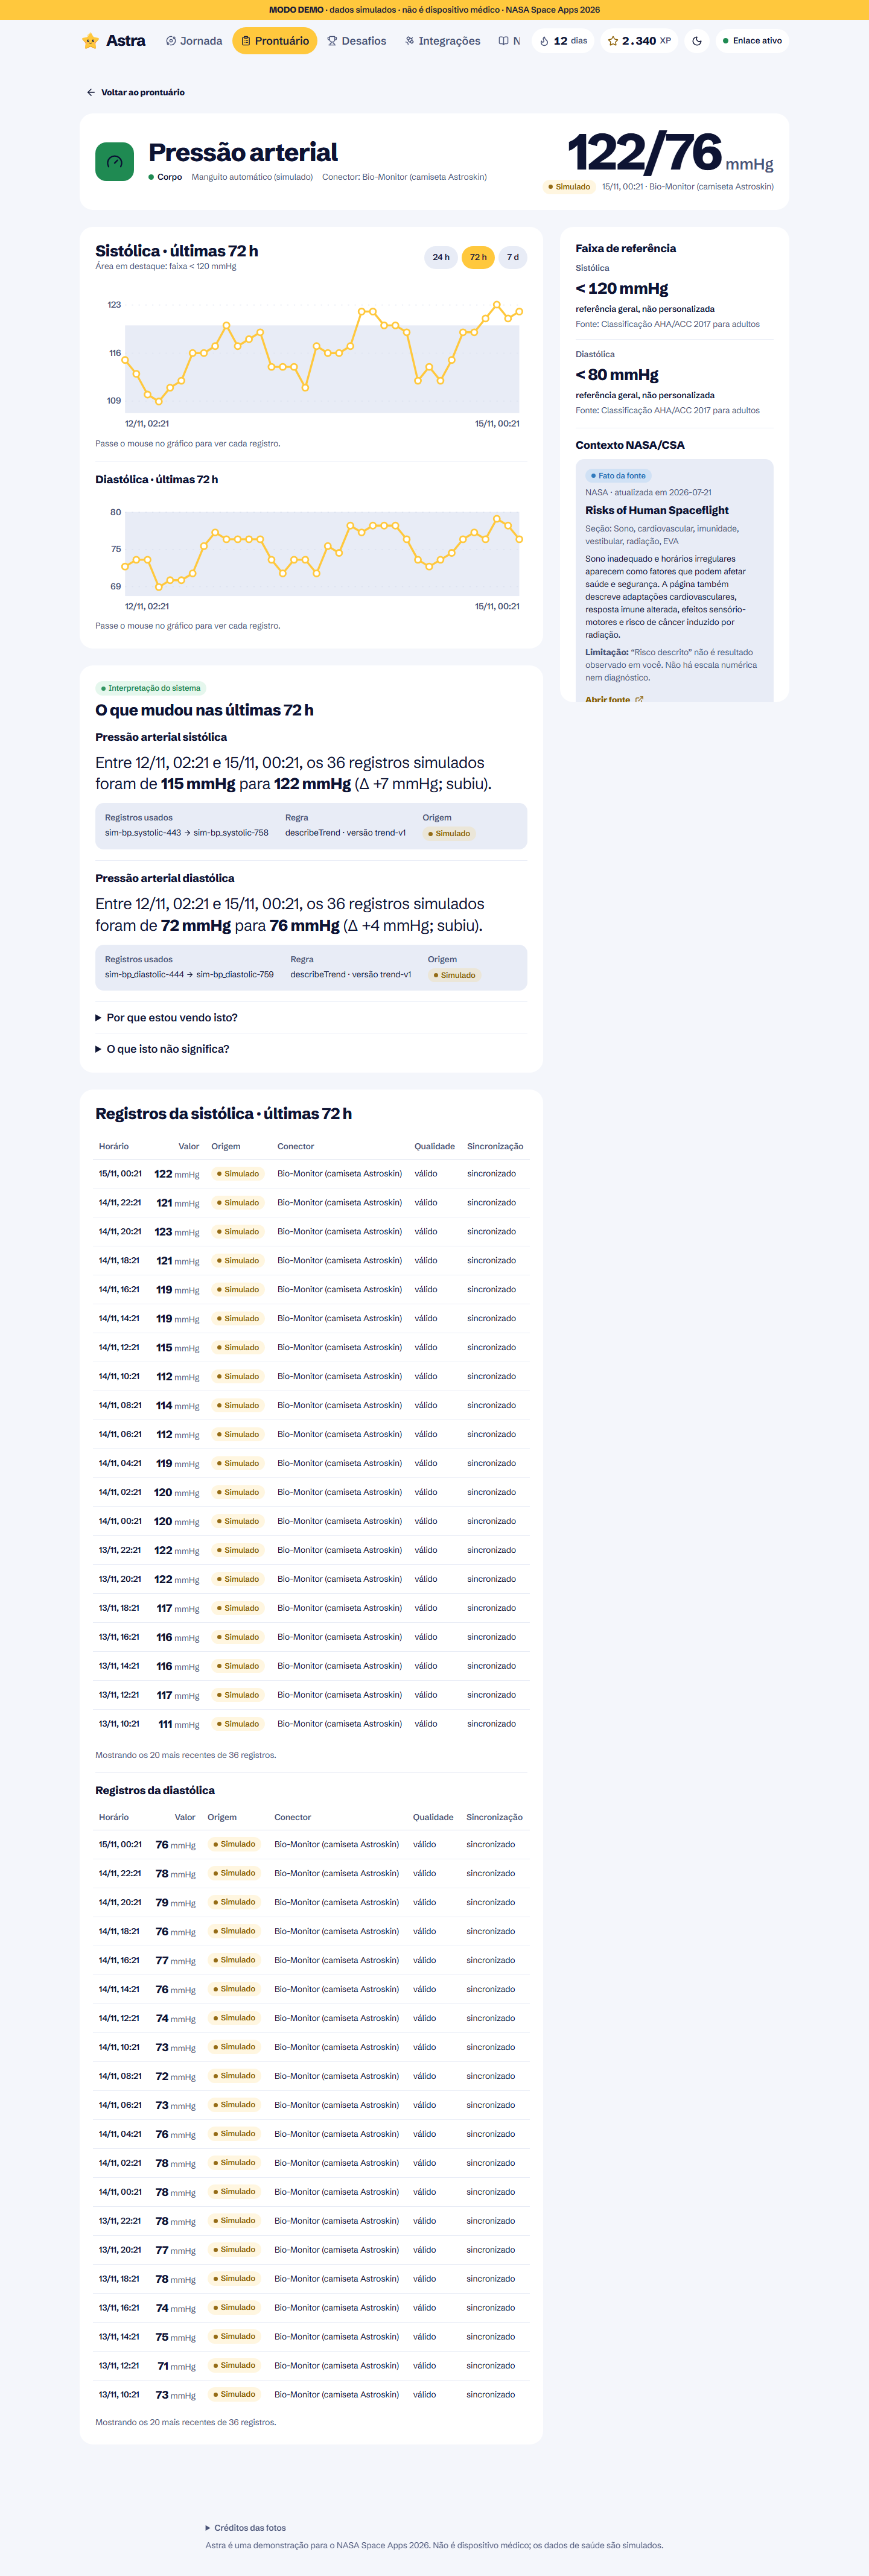 MODO DEMO · dados simulados · não é dispositivo médico · NASA Space Apps 2026
Astra
Jornada
Prontuário
Desafios
Integrações
12 dias
2.340 XP
Enlace ativo
Voltar ao prontuário
Pressão arterial
Corpo Manguito automático (simulado) Conector: Bio-Monitor (camiseta Astroskin)
122/76 mmHg
Simulado 15/11, 00:21 · Bio-Monitor (camiseta Astroskin)
Sistólica · últimas 72 h
Área em destaque: faixa < 120 mmHg
24 h 72 h 7 d
123
116
109
12/11, 02:21 15/11, 00:21
Passe o mouse no gráfico para ver cada registro.
Diastólica · últimas 72 h
80
75
69
12/11, 02:21 15/11, 00:21
Passe o mouse no gráfico para ver cada registro.
Faixa de referência
Sistólica
< 120 mmHg
referência geral, não personalizada
Fonte: Classificação AHA/ACC 2017 para adultos
Diastólica
< 80 mmHg
referência geral, não personalizada
Fonte: Classificação AHA/ACC 2017 para adultos
Contexto NASA/CSA
Fato da fonte
NASA · atualizada em 2026-07-21
Risks of Human Spaceflight
Seção: Sono, cardiovascular, imunidade,
vestibular, radiação, EVA
Sono inadequado e horários irregulares
aparecem como fatores que podem afetar
saúde e segurança. A página também
descreve adaptações cardiovasculares,
resposta imune alterada, efeitos sensório-
motores e risco de câncer induzido por
radiação.
Limitação: “Risco descrito” não é resultado
observado em você. Não há escala numérica
nem diagnóstico.
Abrir fonte
Interpretação do sistema
O que mudou nas últimas 72 h
Pressão arterial sistólica
Entre 12/11, 02:21 e 15/11, 00:21, os 36 registros simulados
foram de 115 mmHg para 122 mmHg (Δ +7 mmHg; subiu).
Registros usados Regra Origem
sim-bp_systolic-443 → sim-bp_systolic-758 describeTrend · versão trend-v1 Simulado
Pressão arterial diastólica
Entre 12/11, 02:21 e 15/11, 00:21, os 36 registros simulados
foram de 72 mmHg para 76 mmHg (Δ +4 mmHg; subiu).
Registros usados Regra Origem
sim-bp_diastolic-444 → sim-bp_diastolic-759 describeTrend · versão trend-v1 Simulado
Por que estou vendo isto?
O que isto não significa?
Registros da sistólica · últimas 72 h
Horário Valor Origem Conector Qualidade Sincronização
15/11, 00:21 122 mmHg Simulado Bio-Monitor (camiseta Astroskin) válido sincronizado
14/11, 22:21 121 mmHg Simulado Bio-Monitor (camiseta Astroskin) válido sincronizado
14/11, 20:21 123 mmHg Simulado Bio-Monitor (camiseta Astroskin) válido sincronizado
14/11, 18:21 121 mmHg Simulado Bio-Monitor (camiseta Astroskin) válido sincronizado
14/11, 16:21 119 mmHg Simulado Bio-Monitor (camiseta Astroskin) válido sincronizado
14/11, 14:21 119 mmHg Simulado Bio-Monitor (camiseta Astroskin) válido sincronizado
14/11, 12:21 115 mmHg Simulado Bio-Monitor (camiseta Astroskin) válido sincronizado
14/11, 10:21 112 mmHg Simulado Bio-Monitor (camiseta Astroskin) válido sincronizado
14/11, 08:21 114 mmHg Simulado Bio-Monitor (camiseta Astroskin) válido sincronizado
14/11, 06:21 112 mmHg Simulado Bio-Monitor (camiseta Astroskin) válido sincronizado
14/11, 04:21 119 mmHg Simulado Bio-Monitor (camiseta Astroskin) válido sincronizado
14/11, 02:21 120 mmHg Simulado Bio-Monitor (camiseta Astroskin) válido sincronizado
14/11, 00:21 120 mmHg Simulado Bio-Monitor (camiseta Astroskin) válido sincronizado
13/11, 22:21 122 mmHg Simulado Bio-Monitor (camiseta Astroskin) válido sincronizado
13/11, 20:21 122 mmHg Simulado Bio-Monitor (camiseta Astroskin) válido sincronizado
13/11, 18:21 117 mmHg Simulado Bio-Monitor (camiseta Astroskin) válido sincronizado
13/11, 16:21 116 mmHg Simulado Bio-Monitor (camiseta Astroskin) válido sincronizado
13/11, 14:21 116 mmHg Simulado Bio-Monitor (camiseta Astroskin) válido sincronizado
13/11, 12:21 117 mmHg Simulado Bio-Monitor (camiseta Astroskin) válido sincronizado
13/11, 10:21 111 mmHg Simulado Bio-Monitor (camiseta Astroskin) válido sincronizado
Mostrando os 20 mais recentes de 36 registros.
Registros da diastólica
Horário Valor Origem Conector Qualidade Sincronização
15/11, 00:21 76 mmHg Simulado Bio-Monitor (camiseta Astroskin) válido sincronizado
14/11, 22:21 78 mmHg Simulado Bio-Monitor (camiseta Astroskin) válido sincronizado
14/11, 20:21 79 mmHg Simulado Bio-Monitor (camiseta Astroskin) válido sincronizado
14/11, 18:21 76 mmHg Simulado Bio-Monitor (camiseta Astroskin) válido sincronizado
14/11, 16:21 77 mmHg Simulado Bio-Monitor (camiseta Astroskin) válido sincronizado
14/11, 14:21 76 mmHg Simulado Bio-Monitor (camiseta Astroskin) válido sincronizado
14/11, 12:21 74 mmHg Simulado Bio-Monitor (camiseta Astroskin) válido sincronizado
14/11, 10:21 73 mmHg Simulado Bio-Monitor (camiseta Astroskin) válido sincronizado
14/11, 08:21 72 mmHg Simulado Bio-Monitor (camiseta Astroskin) válido sincronizado
14/11, 06:21 73 mmHg Simulado Bio-Monitor (camiseta Astroskin) válido sincronizado
14/11, 04:21 76 mmHg Simulado Bio-Monitor (camiseta Astroskin) válido sincronizado
14/11, 02:21 78 mmHg Simulado Bio-Monitor (camiseta Astroskin) válido sincronizado
14/11, 00:21 78 mmHg Simulado Bio-Monitor (camiseta Astroskin) válido sincronizado
13/11, 22:21 78 mmHg Simulado Bio-Monitor (camiseta Astroskin) válido sincronizado
13/11, 20:21 77 mmHg Simulado Bio-Monitor (camiseta Astroskin) válido sincronizado
13/11, 18:21 78 mmHg Simulado Bio-Monitor (camiseta Astroskin) válido sincronizado
13/11, 16:21 74 mmHg Simulado Bio-Monitor (camiseta Astroskin) válido sincronizado
13/11, 14:21 75 mmHg Simulado Bio-Monitor (camiseta Astroskin) válido sincronizado
13/11, 12:21 71 mmHg Simulado Bio-Monitor (camiseta Astroskin) válido sincronizado
13/11, 10:21 73 mmHg Simulado Bio-Monitor (camiseta Astroskin) válido sincronizado
Mostrando os 20 mais recentes de 36 registros.
Créditos das fotos
Astra é uma demonstração para o NASA Space Apps 2026. Não é dispositivo médico; os dados de saúde são simulados.